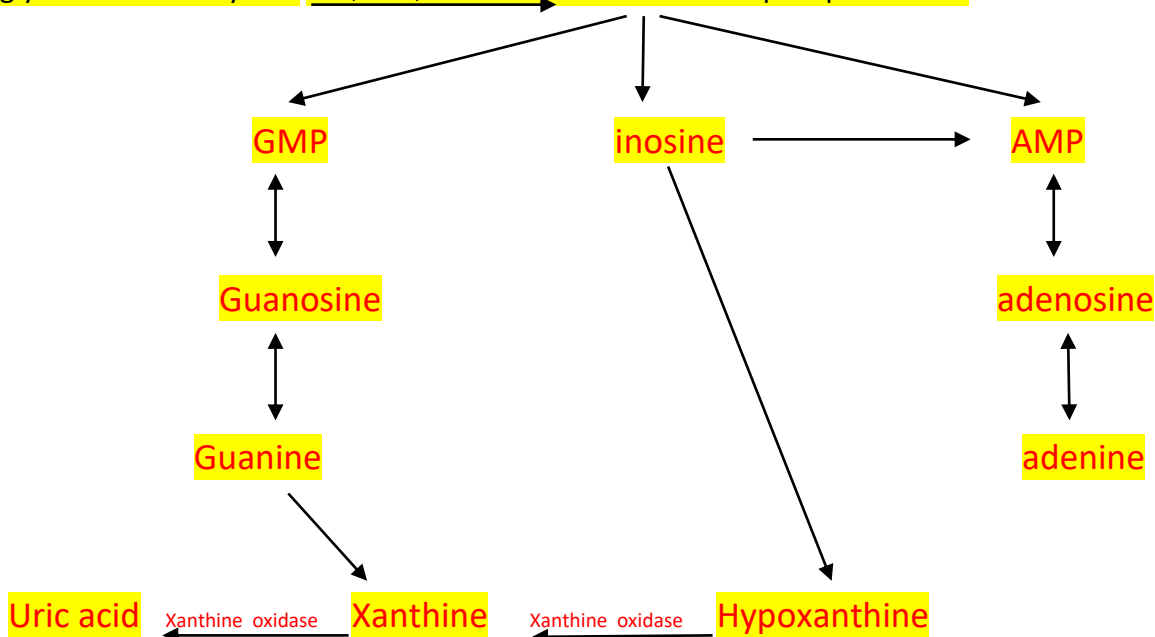 GMP inosine AMP
Guanosine adenosine
Guanine adenine
Uric acid Xanthine oxidase Xanthine Xanthine oxidase Hypoxanthine